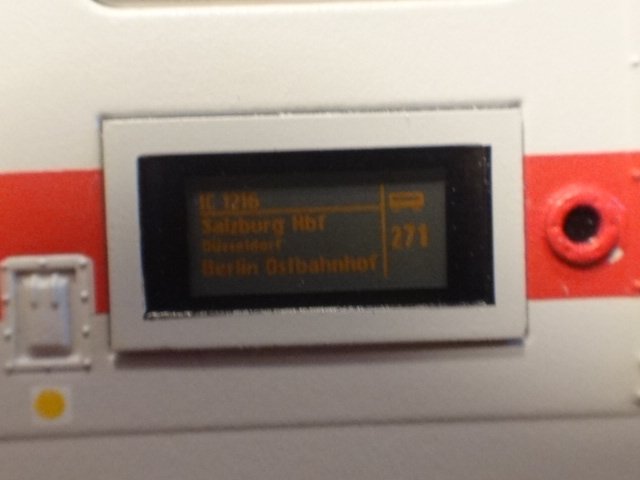 IC 1216
Salzburg Hbf
Düsseldorf
Berlin Ostbahnhof
271